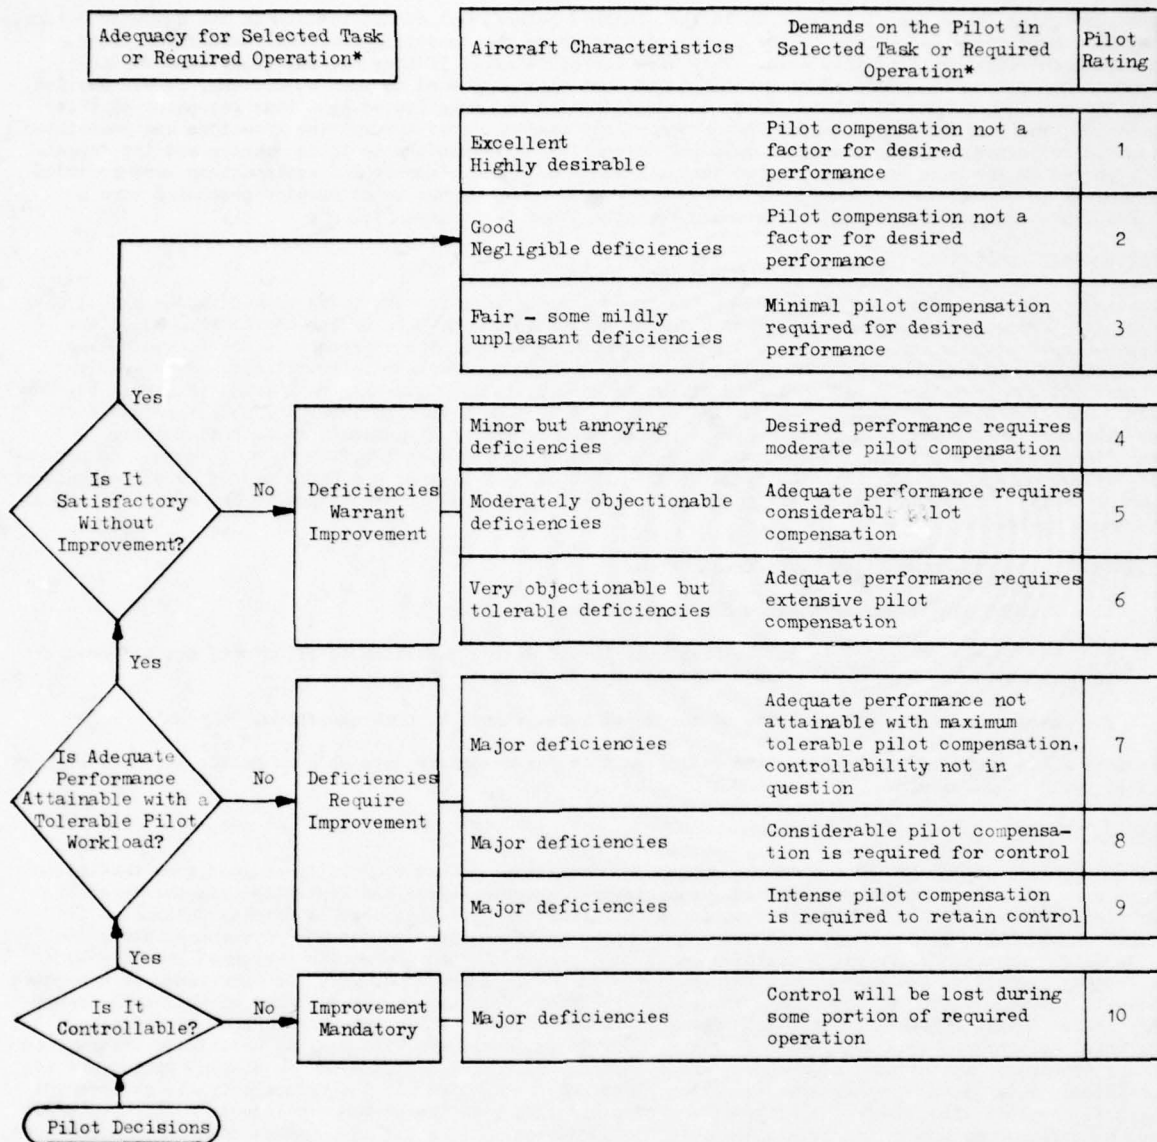 Adequacy for Selected Task
or Required Operation*
Aircraft Characteristics
Demands on the Pilot in
Selected Task or Required
Operation*
Pilot
Rating
Excellent
Highly desirable
Pilot compensation not a
factor for desired
performance
1
Good
Negligible deficiencies
Pilot compensation not a
factor for desired
performance
2
Fair – some mildly
unpleasant deficiencies
Minimal pilot compensation
required for desired
performance
3
Yes
Is It
Satisfactory
Without
Improvement?
No
Deficiencies
Warrant
Improvement
Minor but annoying
deficiencies
Desired performance requires
moderate pilot compensation
4
Moderately objectionable
deficiencies
Adequate performance requires
considerable pilot
compensation
5
Very objectionable but
tolerable deficiencies
Adequate performance requires
extensive pilot
compensation
6
Yes
Is Adequate
Performance
Attainable with a
Tolerable Pilot
Workload?
No
Deficiencies
Require
Improvement
Major deficiencies
Adequate performance not
attainable with maximum
tolerable pilot compensation,
controllability not in
question
7
Major deficiencies
Considerable pilot compensa–
tion is required for control
8
Major deficiencies
Intense pilot compensation
is required to retain control
9
Yes
Is It
Controllable?
No
Improvement
Mandatory
Major deficiencies
Control will be lost during
some portion of required
operation
10
Pilot Decisions